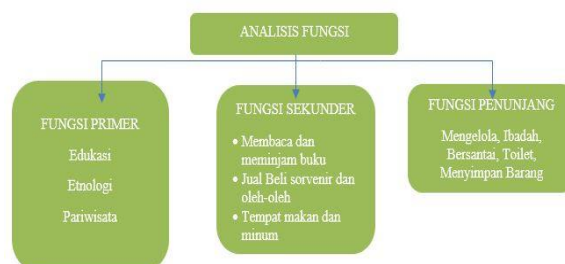 ANALISIS FUNGSI
FUNGSI PRIMER
Edukasi
Etnologi
Pariwisata
FUNGSI SEKUNDER
• Membaca dan
meminjam buku
• Jual Beli sorvenir dan
oleh-oleh
• Tempat makan dan
minum
FUNGSI PENUNJANG
Mengelola, Ibadah,
Bersantai, Toilet,
Menyimpan Barang